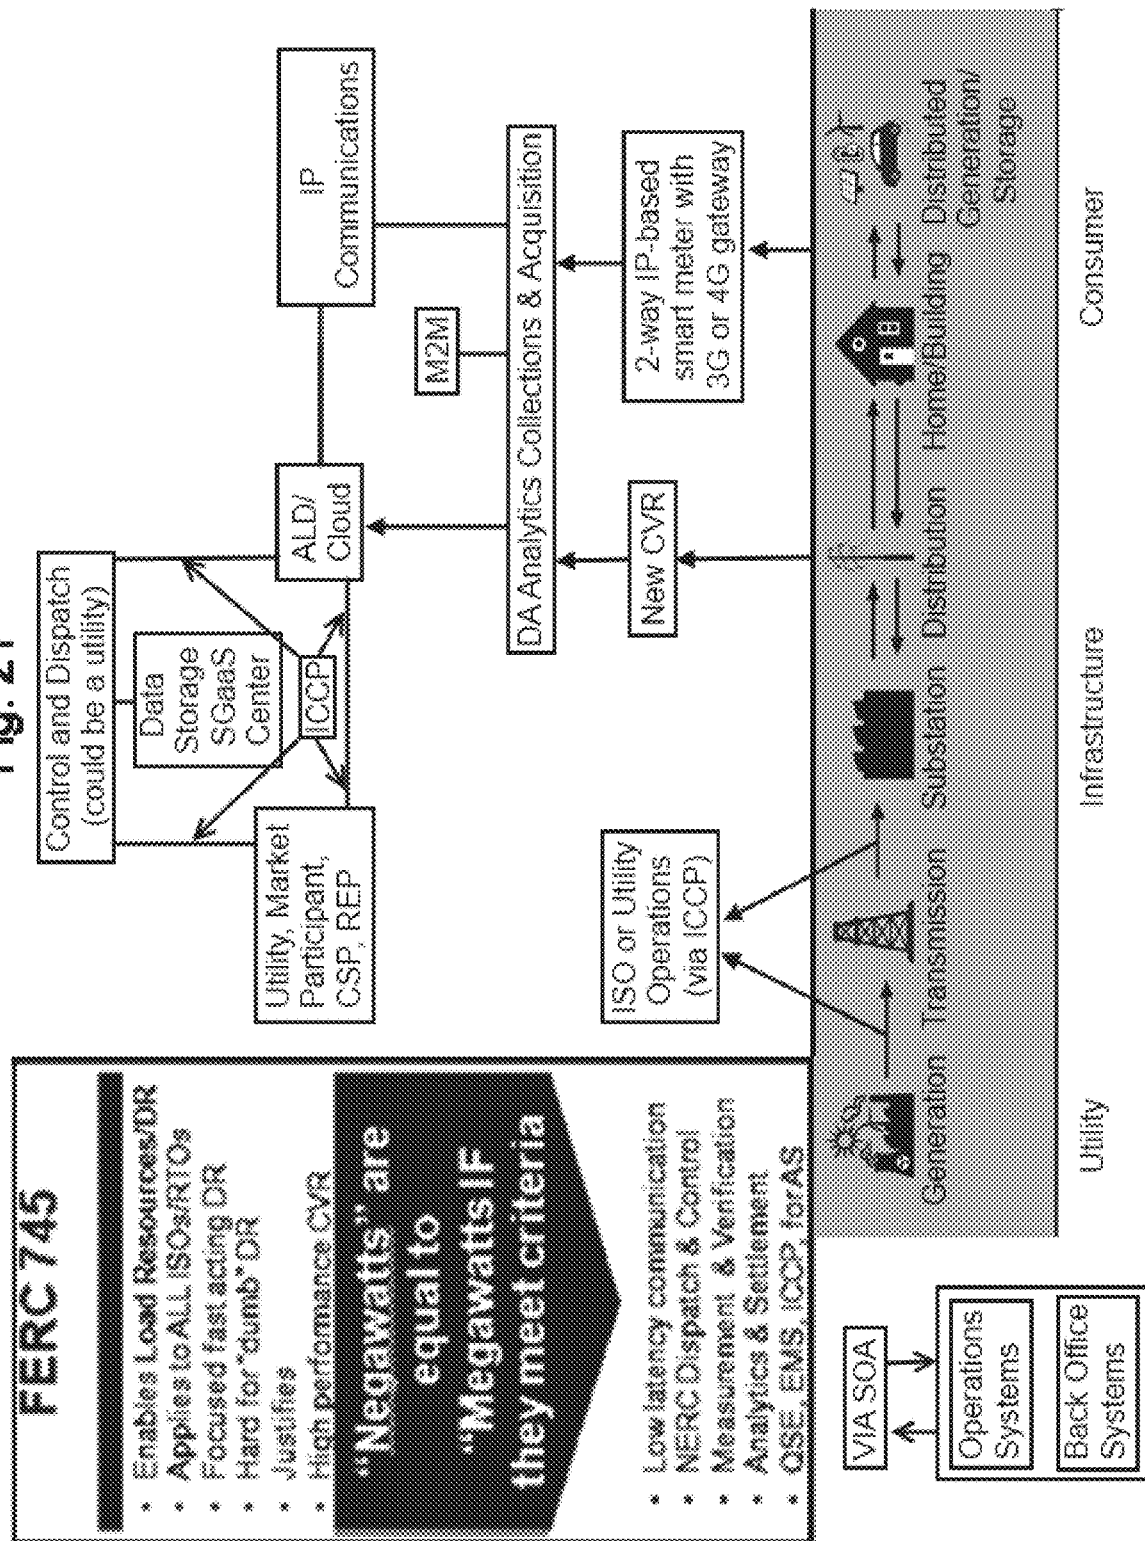 Fig. 21
FERC 745
• Enables Load Resources/DR
• Applies to ALL ISOs/RTOs
• Focused fast acting DR
• Hard for "dumb" DR
• Justifies
• High performance CVR
"Negawatts" are
equal to
"Megawatts IF
they meet criteria
• Low latency communication
• NERC Dispatch & Control
• Measurement & Verification
• Analytics & Settlement
• QSE, EMS, ICCP, for AS
Control and Dispatch
(could be a utility)
Data
Storage
SGaaS
Center
ICCP
Utility, Market
Participant,
CSP, REP
ALD/
Cloud
IP
Communications
M2M
DA Analytics Collections & Acquisition
New CVR
2-way IP-based
smart meter with
3G or 4G gateway
ISO or Utility
Operations
(via ICCP)
Generation
Transmission
Substation
Distribution
Home/Building
Distributed
Generation/
Storage
Utility
Infrastructure
Consumer
VIA SOA
Operations
Systems
Back Office
Systems